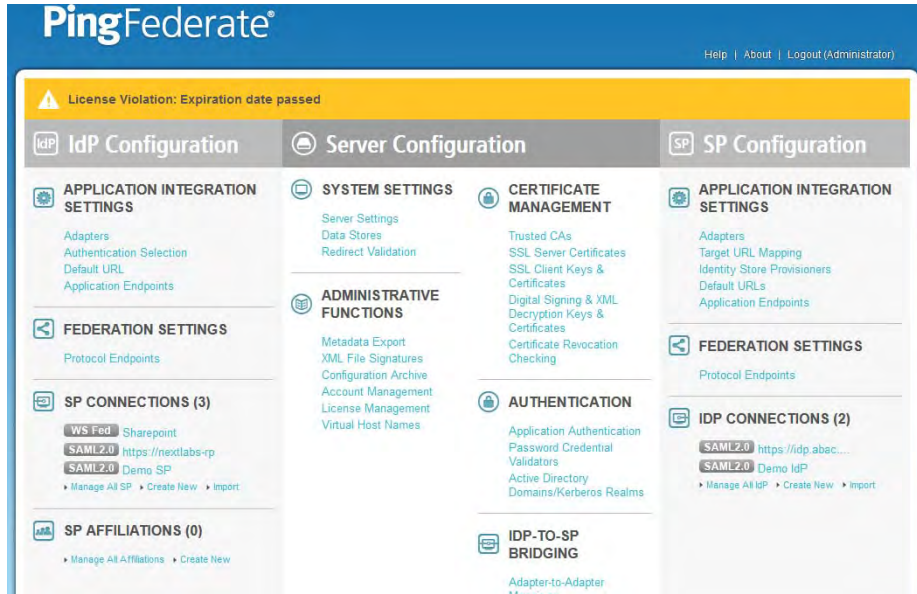 PingFederate®
Help | About | Logout (Administrator)
License Violation: Expiration date passed
IdP IdP Configuration
APPLICATION INTEGRATION
SETTINGS
Adapters
Authentication Selection
Default URL
Application Endpoints
FEDERATION SETTINGS
Protocol Endpoints
SP CONNECTIONS (3)
WS Fed Sharepoint
SAML2.0 https://nextlabs-rp
SAML2.0 Demo SP
Manage All SP Create New Import
SP AFFILIATIONS (0)
Manage All Affiliations Create New
Server Configuration
SYSTEM SETTINGS
Server Settings
Data Stores
Redirect Validation
ADMINISTRATIVE
FUNCTIONS
Metadata Export
XML File Signatures
Configuration Archive
Account Management
License Management
Virtual Host Names
CERTIFICATE
MANAGEMENT
Trusted CAs
SSL Server Certificates
SSL Client Keys &
Certificates
Digital Signing & XML
Decryption Keys &
Certificates
Certificate Revocation
Checking
AUTHENTICATION
Application Authentication
Password Credential
Validators
Active Directory
Domains/Kerberos Realms
IDP-TO-SP
BRIDGING
Adapter-to-Adapter
SP SP Configuration
APPLICATION INTEGRATION
SETTINGS
Adapters
Target URL Mapping
Identity Store Provisioners
Default URLs
Application Endpoints
FEDERATION SETTINGS
Protocol Endpoints
IDP CONNECTIONS (2)
SAML2.0 https://idp.abac....
SAML2.0 Demo IdP
Manage All IdP Create New Import